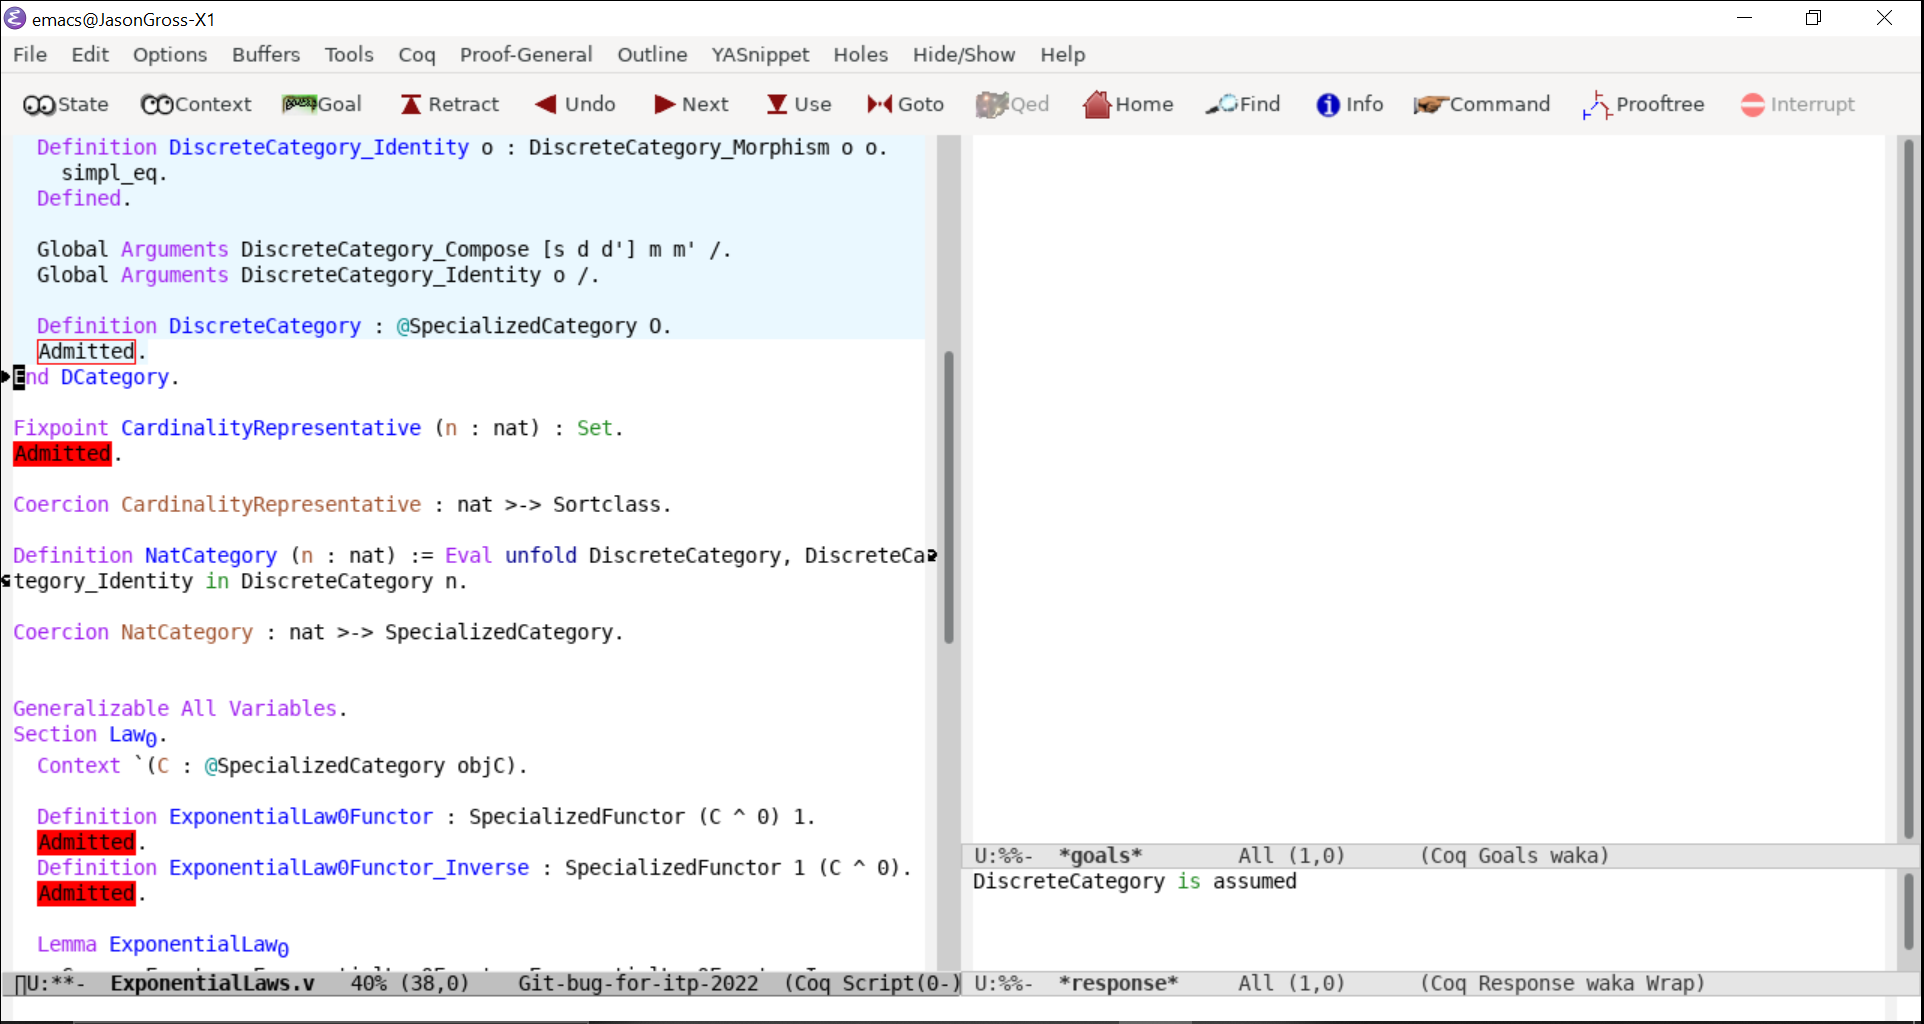 emacs@JasonGross-X1
File Edit Options Buffers Tools Coq Proof-General Outline YASnippet Holes Hide/Show Help
State Context Goal Retract Undo Next Use Goto Qed Home Find Info Command Prooftree Interrupt
Definition DiscreteCategory_Identity o : DiscreteCategory_Morphism o o.
simpl_eq.
Defined.
Global Arguments DiscreteCategory_Compose [s d d'] m m' /.
Global Arguments DiscreteCategory_Identity o /.
Definition DiscreteCategory : @SpecializedCategory O.
Admitted.
End DCategory.
Fixpoint CardinalityRepresentative (n : nat) : Set.
Admitted.
Coercion CardinalityRepresentative : nat >-> Sortclass.
Definition NatCategory (n : nat) := Eval unfold DiscreteCategory, DiscreteCa
tegory_Identity in DiscreteCategory n.
Coercion NatCategory : nat >-> SpecializedCategory.
Generalizable All Variables.
Section Law0.
Context `(C : @SpecializedCategory objC).
Definition ExponentialLaw0Functor : SpecializedFunctor (C ^ 0) 1.
Admitted.
Definition ExponentialLaw0Functor_Inverse : SpecializedFunctor 1 (C ^ 0).
Admitted.
Lemma ExponentialLaw0
U:**- ExponentialLaws.v 40% (38,0) Git-bug-for-itp-2022 (Coq Script(0-)
U:%%- *goals* All (1,0) (Coq Goals waka)
DiscreteCategory is assumed
U:%%- *response* All (1,0) (Coq Response waka Wrap)